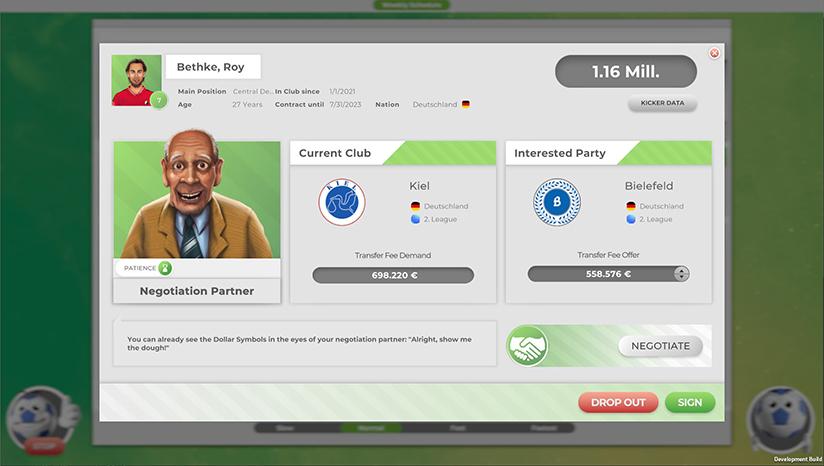 Weekly Schedule
Bethke, Roy
1.16 Mill.
7
Main Position Central De.. In Club since 1/1/2021
Age 27 Years Contract until 7/31/2023 Nation Deutschland
KICKER DATA
Current Club
Interested Party
KIEL
Kiel
Deutschland
2. League
Bielefeld
Deutschland
2. League
Transfer Fee Demand
698.220 €
Transfer Fee Offer
558.576 €
PATIENCE
Negotiation Partner
You can already see the Dollar Symbols in the eyes of your negotiation partner: "Alright, show me
the dough!"
NEGOTIATE
DROP OUT
SIGN
STOP
Slow Normal Fast Fastest
Development Build